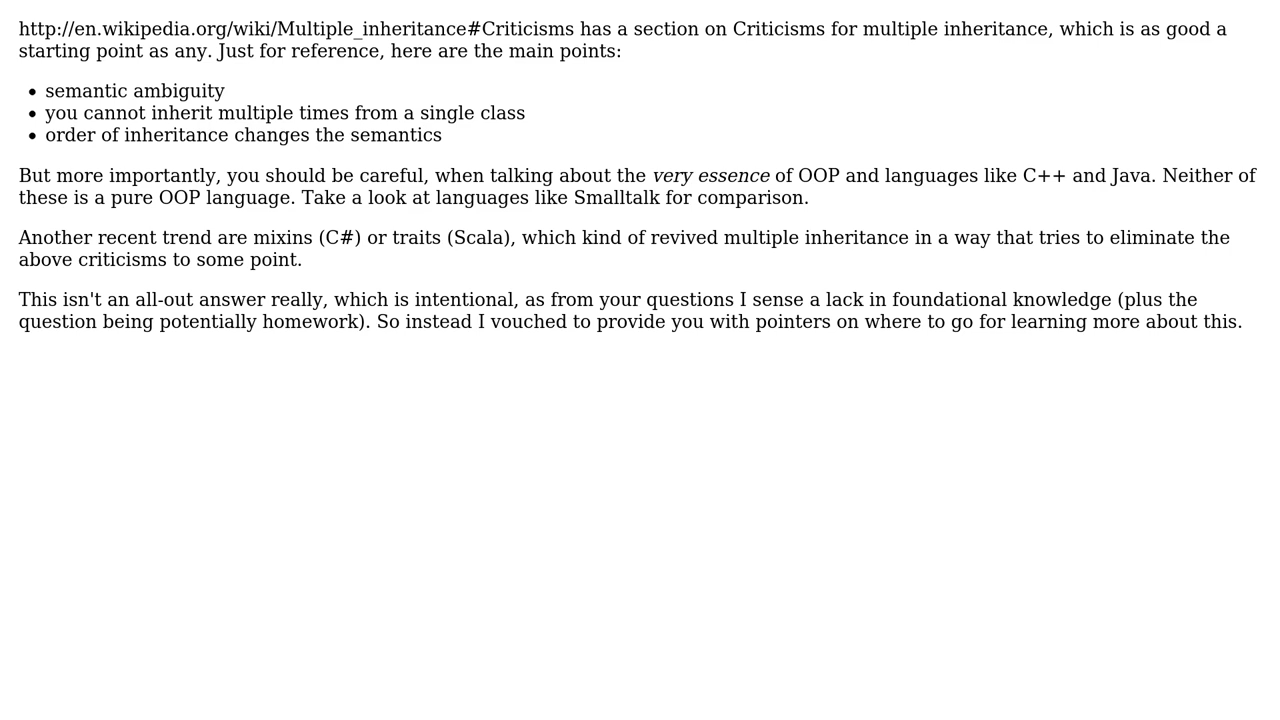 http://en.wikipedia.org/wiki/Multiple_inheritance#Criticisms has a section on Criticisms for multiple inheritance, which is as good a
starting point as any. Just for reference, here are the main points:
• semantic ambiguity
• you cannot inherit multiple times from a single class
• order of inheritance changes the semantics
But more importantly, you should be careful, when talking about the very essence of OOP and languages like C++ and Java. Neither of
these is a pure OOP language. Take a look at languages like Smalltalk for comparison.
Another recent trend are mixins (C#) or traits (Scala), which kind of revived multiple inheritance in a way that tries to eliminate the
above criticisms to some point.
This isn't an all-out answer really, which is intentional, as from your questions I sense a lack in foundational knowledge (plus the
question being potentially homework). So instead I vouched to provide you with pointers on where to go for learning more about this.